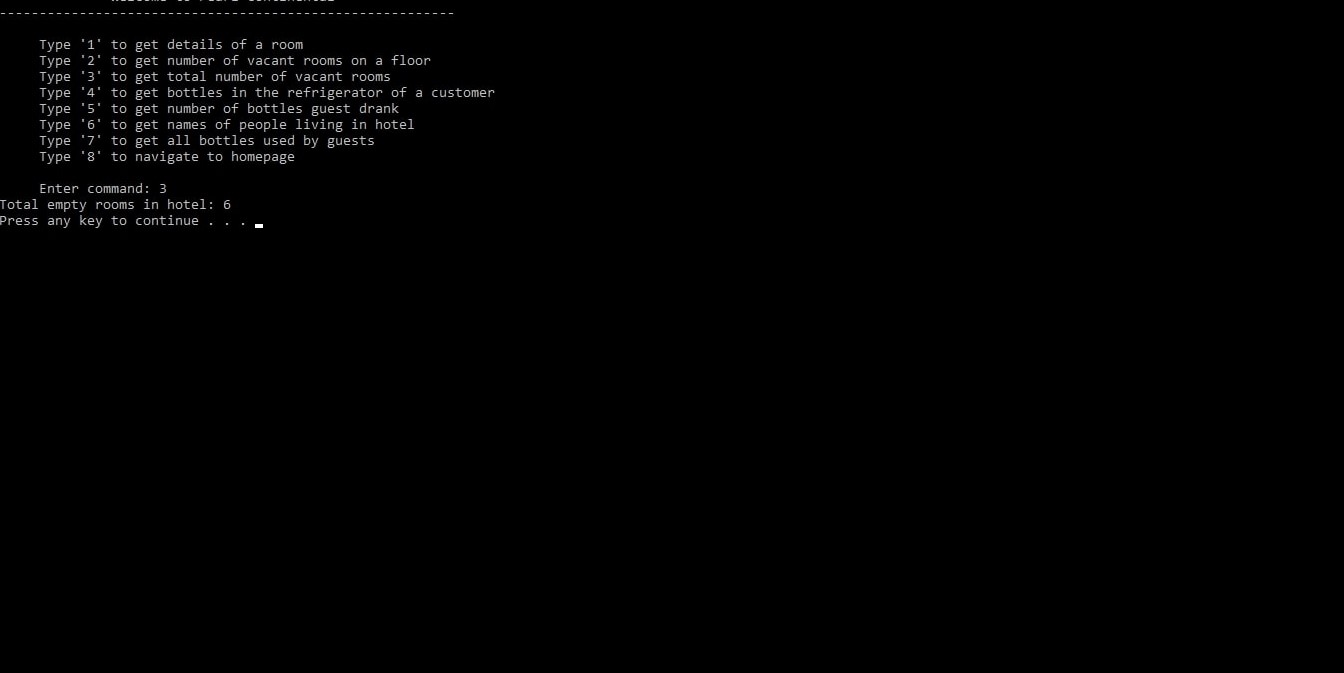 Welcome to Pearl Continental
---------------------------------------------------------
Type '1' to get details of a room
Type '2' to get number of vacant rooms on a floor
Type '3' to get total number of vacant rooms
Type '4' to get bottles in the refrigerator of a customer
Type '5' to get number of bottles guest drank
Type '6' to get names of people living in hotel
Type '7' to get all bottles used by guests
Type '8' to navigate to homepage
Enter command: 3
Total empty rooms in hotel: 6
Press any key to continue . . .